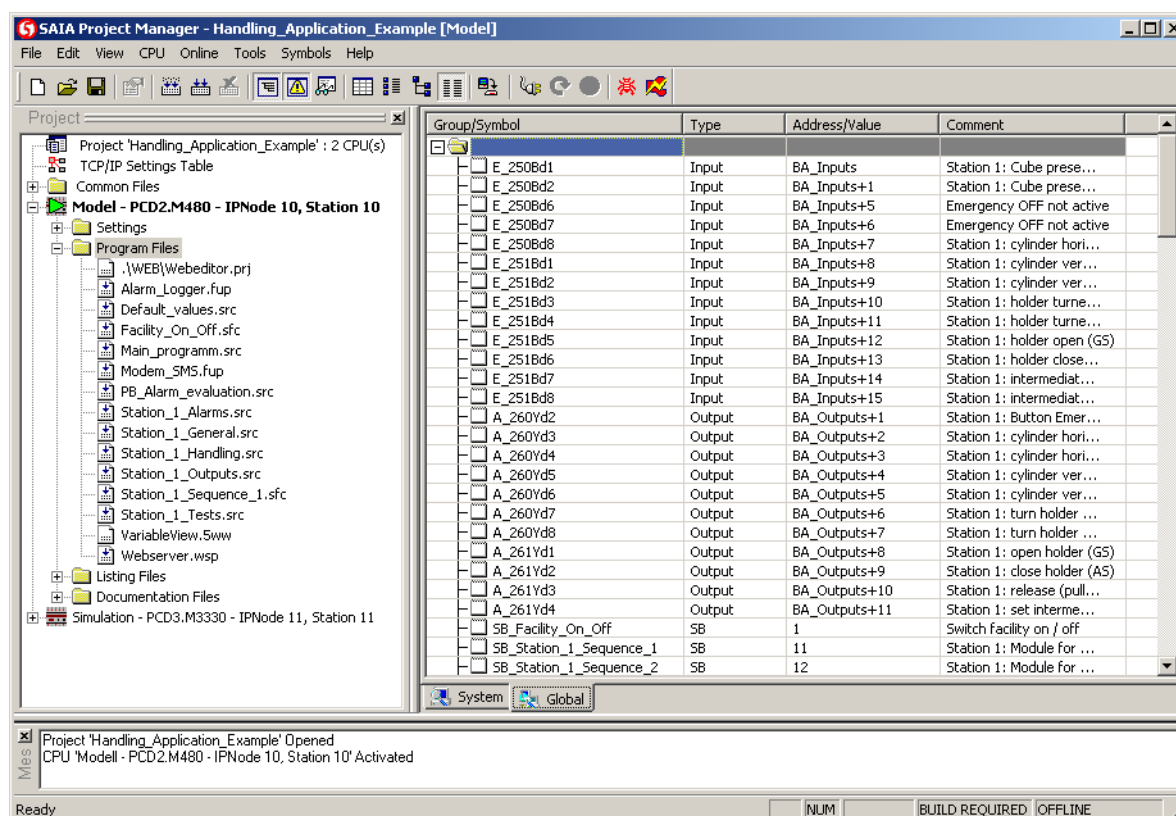 SAIA Project Manager - Handling_Application_Example [Model]
File Edit View CPU Online Tools Symbols Help
Project
Project 'Handling_Application_Example' : 2 CPU(s)
TCP/IP Settings Table
Common Files
Model - PCD2.M480 - IPNode 10, Station 10
Settings
Program Files
.\WEB\Webeditor.prj
Alarm_Logger.fup
Default_values.src
Facility_On_Off.sfc
Main_programm.src
Modem_SMS.fup
PB_Alarm_evaluation.src
Station_1_Alarms.src
Station_1_General.src
Station_1_Handling.src
Station_1_Outputs.src
Station_1_Sequence_1.sfc
Station_1_Tests.src
VariableView.5ww
Webserver.wsp
Listing Files
Documentation Files
Simulation - PCD3.M3330 - IPNode 11, Station 11
Group/Symbol Type Address/Value Comment
E_250Bd1 Input BA_Inputs Station 1: Cube prese...
E_250Bd2 Input BA_Inputs+1 Station 1: Cube prese...
E_250Bd6 Input BA_Inputs+5 Emergency OFF not active
E_250Bd7 Input BA_Inputs+6 Emergency OFF not active
E_250Bd8 Input BA_Inputs+7 Station 1: cylinder hori...
E_251Bd1 Input BA_Inputs+8 Station 1: cylinder ver...
E_251Bd2 Input BA_Inputs+9 Station 1: cylinder ver...
E_251Bd3 Input BA_Inputs+10 Station 1: holder turne...
E_251Bd4 Input BA_Inputs+11 Station 1: holder turne...
E_251Bd5 Input BA_Inputs+12 Station 1: holder open (GS)
E_251Bd6 Input BA_Inputs+13 Station 1: holder close...
E_251Bd7 Input BA_Inputs+14 Station 1: intermediat...
E_251Bd8 Input BA_Inputs+15 Station 1: intermediat...
A_260Yd2 Output BA_Outputs+1 Station 1: Button Emer...
A_260Yd3 Output BA_Outputs+2 Station 1: cylinder hori...
A_260Yd4 Output BA_Outputs+3 Station 1: cylinder hori...
A_260Yd5 Output BA_Outputs+4 Station 1: cylinder ver...
A_260Yd6 Output BA_Outputs+5 Station 1: cylinder ver...
A_260Yd7 Output BA_Outputs+6 Station 1: turn holder ...
A_260Yd8 Output BA_Outputs+7 Station 1: turn holder ...
A_261Yd1 Output BA_Outputs+8 Station 1: open holder (GS)
A_261Yd2 Output BA_Outputs+9 Station 1: close holder (AS)
A_261Yd3 Output BA_Outputs+10 Station 1: release (pull...
A_261Yd4 Output BA_Outputs+11 Station 1: set interme...
SB_Facility_On_Off SB 1 Switch facility on / off
SB_Station_1_Sequence_1 SB 11 Station 1: Module for ...
SB_Station_1_Sequence_2 SB 12 Station 1: Module for ...
System Global
Mes
Project 'Handling_Application_Example' Opened
CPU 'Modell - PCD2.M480 - IPNode 10, Station 10' Activated
Ready NUM BUILD REQUIRED OFFLINE